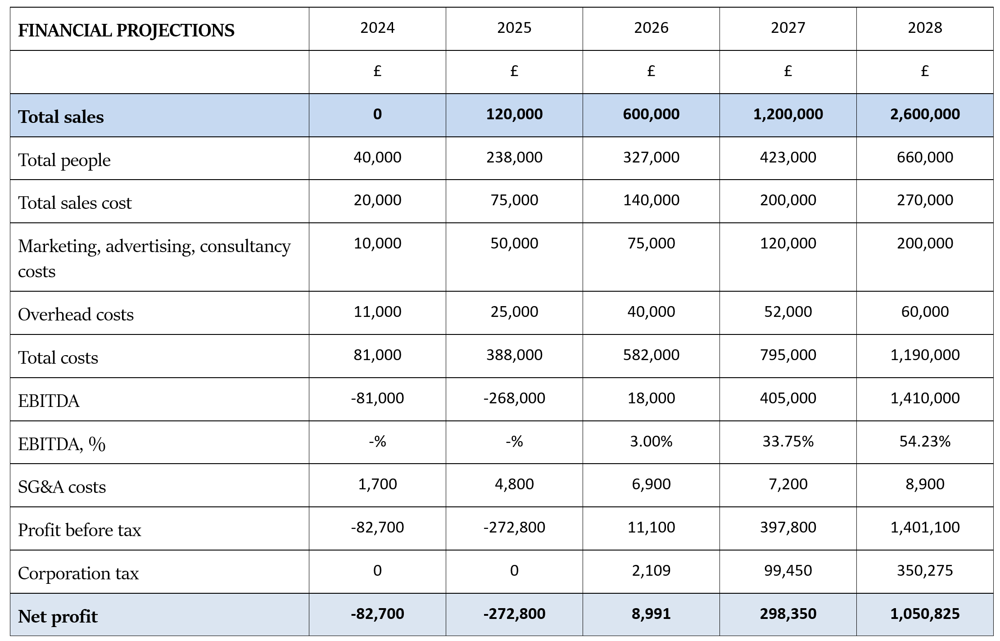 FINANCIAL PROJECTIONS 2024 2025 2026 2027 2028
£ £ £ £ £
Total sales 0 120,000 600,000 1,200,000 2,600,000
Total people 40,000 238,000 327,000 423,000 660,000
Total sales cost 20,000 75,000 140,000 200,000 270,000
Marketing, advertising, consultancy 10,000 50,000 75,000 120,000 200,000
costs
Overhead costs 11,000 25,000 40,000 52,000 60,000
Total costs 81,000 388,000 582,000 795,000 1,190,000
EBITDA -81,000 -268,000 18,000 405,000 1,410,000
EBITDA, % -% -% 3.00% 33.75% 54.23%
SG&A costs 1,700 4,800 6,900 7,200 8,900
Profit before tax -82,700 -272,800 11,100 397,800 1,401,100
Corporation tax 0 0 2,109 99,450 350,275
Net profit -82,700 -272,800 8,991 298,350 1,050,825